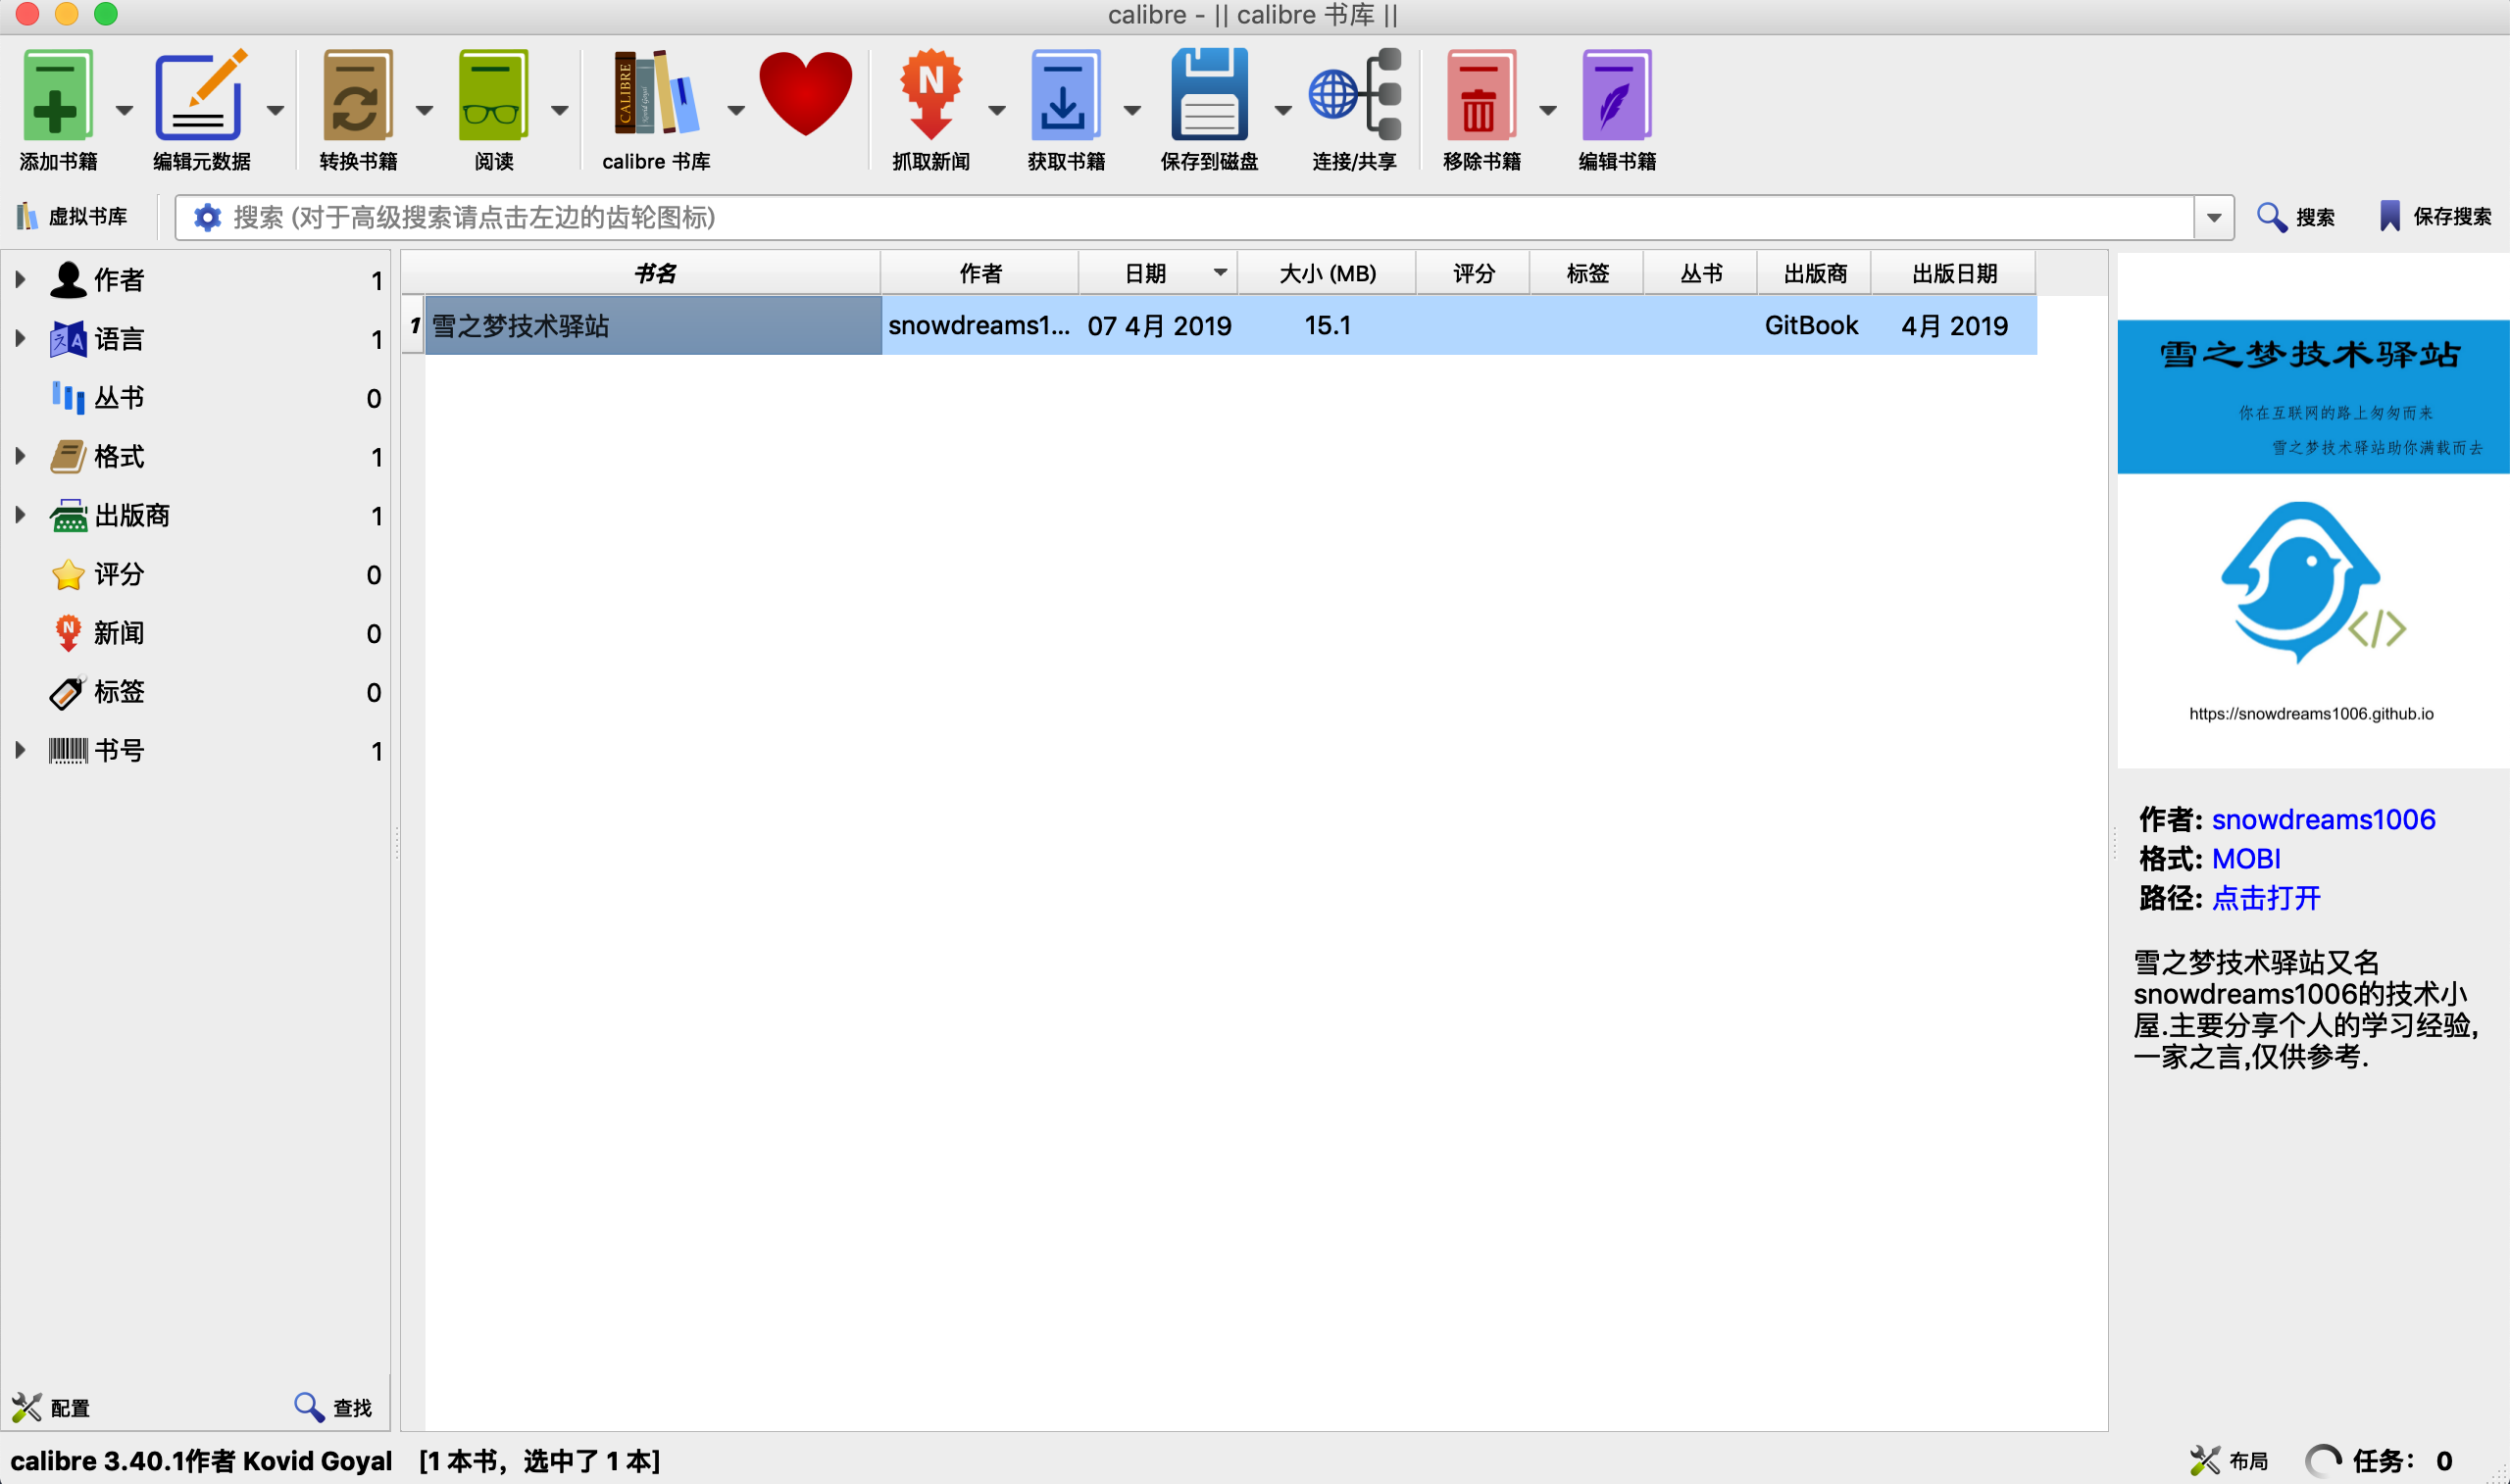 calibre - || calibre 书库 ||
添加书籍 编辑元数据 转换书籍 阅读 calibre 书库 抓取新闻 获取书籍 保存到磁盘 连接/共享 移除书籍 编辑书籍
CALIBRE
Kovid Goyal
虚拟书库 搜索 (对于高级搜索请点击左边的齿轮图标) 搜索 保存搜索
作者 1
语言 1
丛书 0
格式 1
出版商 1
评分 0
新闻 0
标签 0
书号 1
书名 作者 日期 大小 (MB) 评分 标签 丛书 出版商 出版日期
1 雪之梦技术驿站 snowdreams1... 07 4月 2019 15.1 GitBook 4月 2019
雪之梦技术驿站
你在互联网的路上匆匆而来
雪之梦技术驿站助你满载而去
</>
https://snowdreams1006.github.io
作者: snowdreams1006
格式: MOBI
路径: 点击打开
雪之梦技术驿站又名
snowdreams1006的技术小
屋.主要分享个人的学习经验,
一家之言,仅供参考.
配置 查找
calibre 3.40.1作者 Kovid Goyal [1 本书，选中了 1 本] 布局 任务： 0